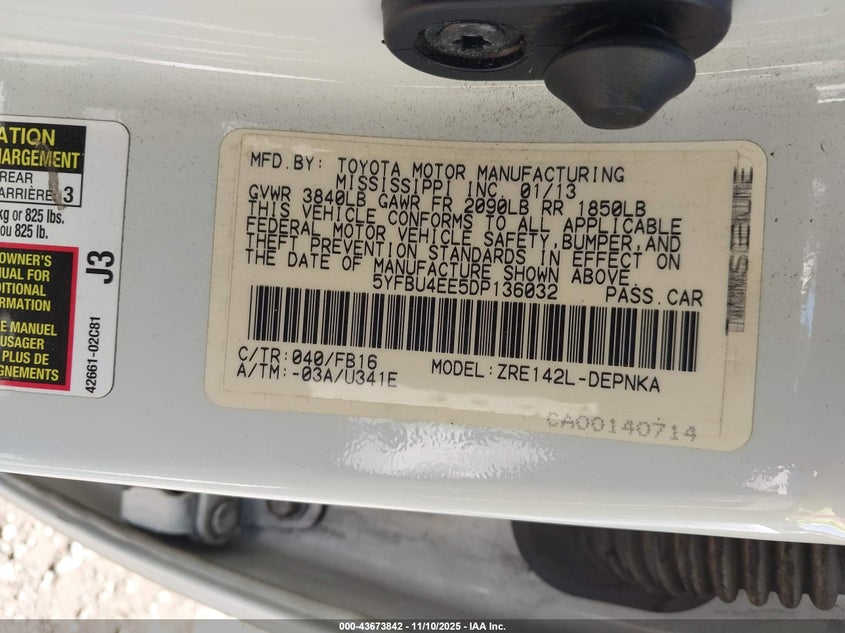 ATION
HARGEMENT
REAR
ARRIÈRE 3
kg or 825 lbs.
ou 825 lb.
OWNER'S
NUAL FOR
DITIONAL
ORMATION
LE MANUEL
USAGER
PLUS DE
IGNEMENTS
42661-02C81
J3
MFD.BY: TOYOTA MOTOR MANUFACTURING
MISSISSIPPI INC. 01/13
GVWR 3840LB GAWR FR 2090LB RR 1850LB
THIS VEHICLE CONFORMS TO ALL APPLICABLE
FEDERAL MOTOR VEHICLE SAFETY,BUMPER,AND
THEFT PREVENTION STANDARDS IN EFFECT ON
THE DATE OF MANUFACTURE SHOWN ABOVE.
5YFBU4EE5DP136032 PASS.CAR
C/TR:040/FB16
A/TM:-03A/U341E
MODEL:ZRE142L-DEPNKA
CA00140714
000-43673842 | 11/10/2025 - IAA Inc.